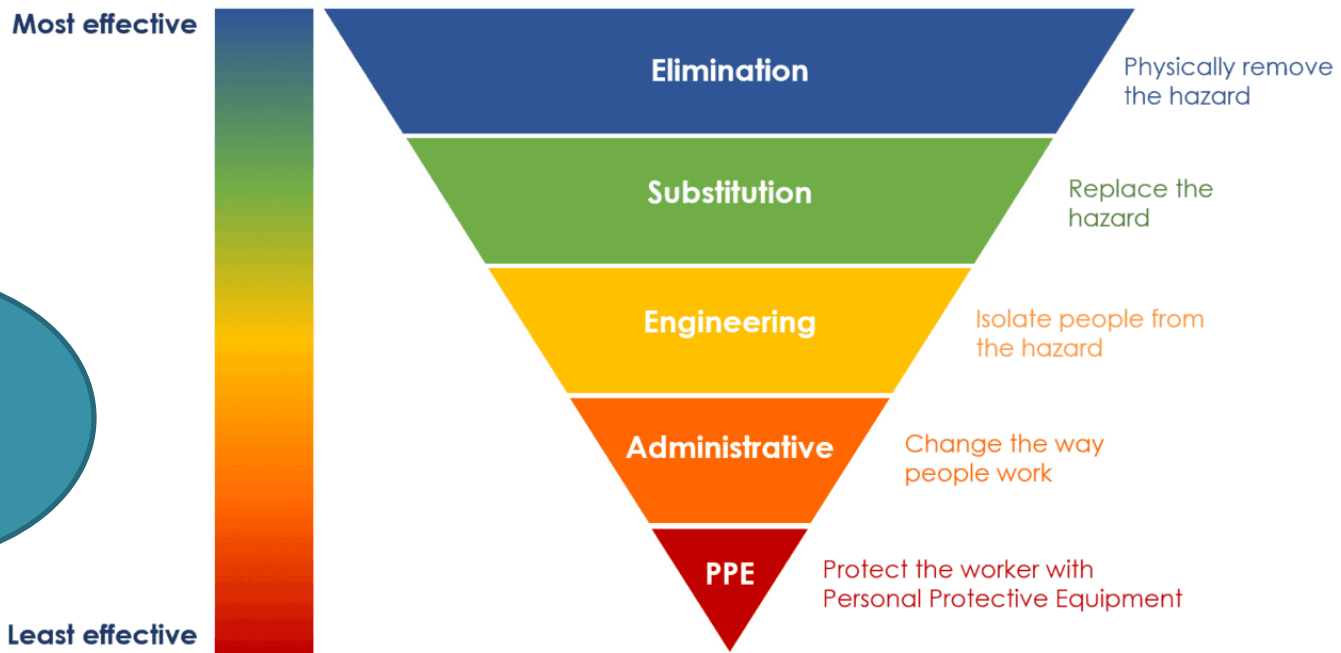 Most effective
Elimination
Physically remove
the hazard
Substitution
Replace the
hazard
Engineering
Isolate people from
the hazard
Administrative
Change the way
people work
PPE
Protect the worker with
Personal Protective Equipment
Least effective